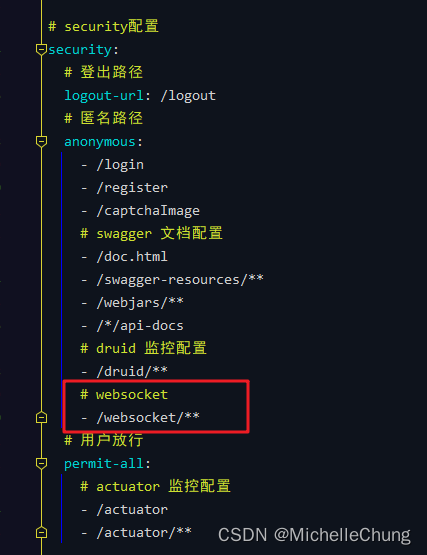 # security配置
security:
# 登出路径
logout-url: /logout
# 匿名路径
anonymous:
- /login
- /register
- /captchaImage
# swagger 文档配置
- /doc.html
- /swagger-resources/**
- /webjars/**
- /*/api-docs
# druid 监控配置
- /druid/**
# websocket
- /websocket/**
# 用户放行
permit-all:
# actuator 监控配置
- /actuator
- /actuator/**
CSDN @MichelleChung